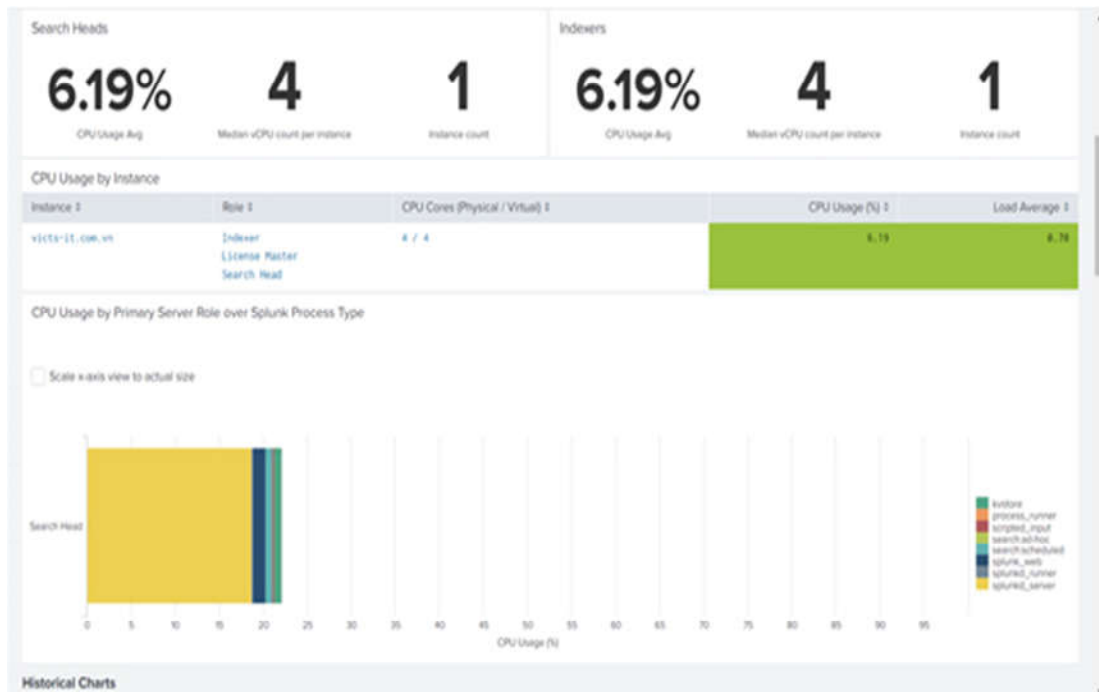 Search Heads
Indexers
6.19%
4
1
6.19%
4
1
CPU Usage Avg
Median vCPU count per instance
Instance count
CPU Usage Avg
Median vCPU count per instance
Instance count
CPU Usage by Instance
Instance Role CPU Cores (Physical / Virtual) CPU Usage (%) Load Average
victs-it.com.vn Indexer 4 / 4 6.19 0.70
License Master
Search Head
CPU Usage by Primary Server Role over Splunk Process Type
Scale x-axis view to actual size
Search Head
kvstore
process_runner
scripted_input
search ad-hoc
search scheduled
splunk_web
splunkd_runner
splunkd_server
0 5 10 15 20 25 30 35 40 45 50 55 60 65 70 75 80 85 90 95
CPU Usage (%)
Historical Charts